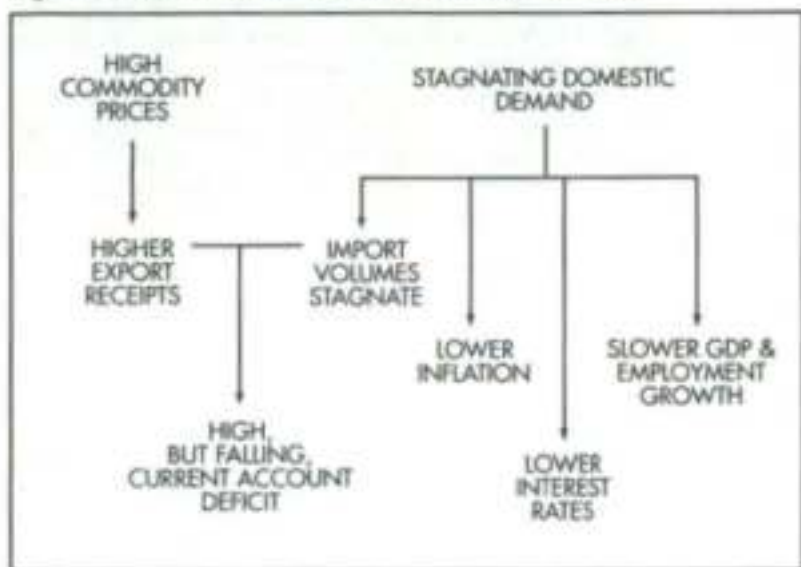 HIGH
COMMODITY
PRICES
STAGNATING DOMESTIC
DEMAND
HIGHER
EXPORT
RECEIPTS
IMPORT
VOLUMES
STAGNATE
LOWER
INFLATION
SLOWER GDP &
EMPLOYMENT
GROWTH
HIGH,
BUT FALLING,
CURRENT ACCOUNT
DEFICIT
LOWER
INTEREST
RATES